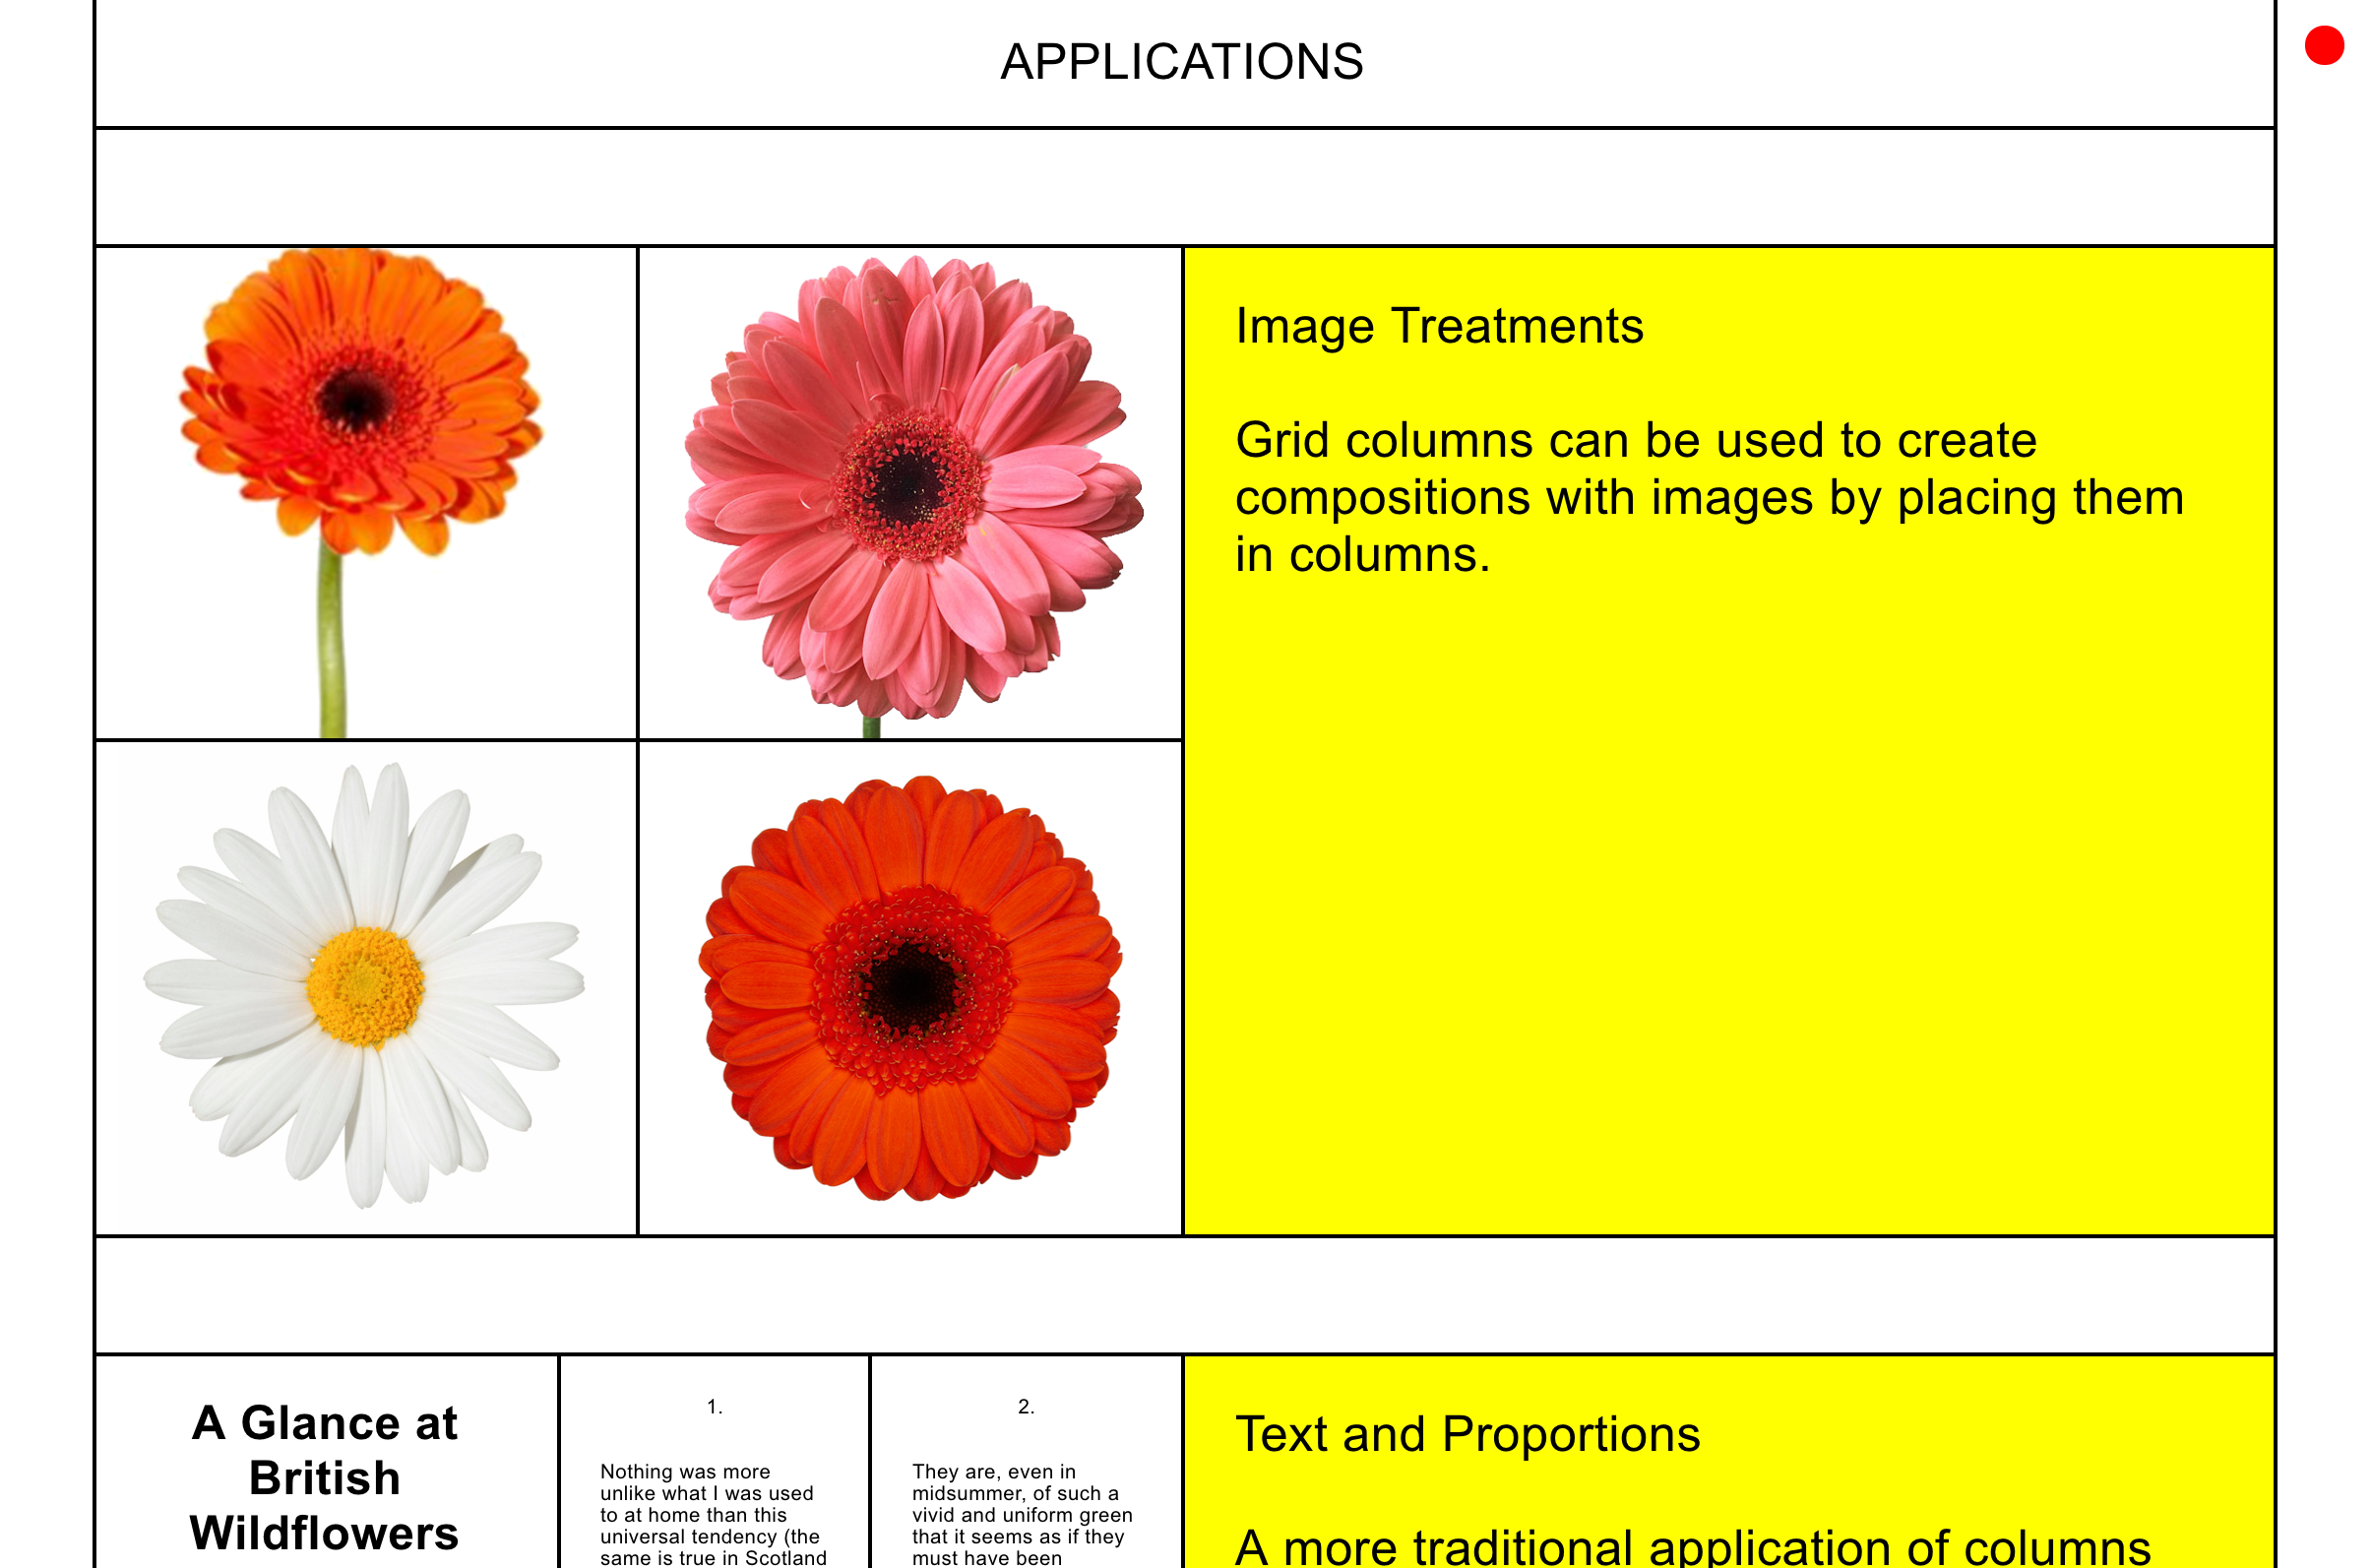 APPLICATIONS
Image Treatments
Grid columns can be used to create
compositions with images by placing them
in columns.
A Glance at
British
Wildflowers
1.
Nothing was more
unlike what I was used
to at home than this
universal tendency (the
same is true in Scotland
2.
They are, even in
midsummer, of such a
vivid and uniform green
that it seems as if they
must have been
Text and Proportions
A more traditional application of columns